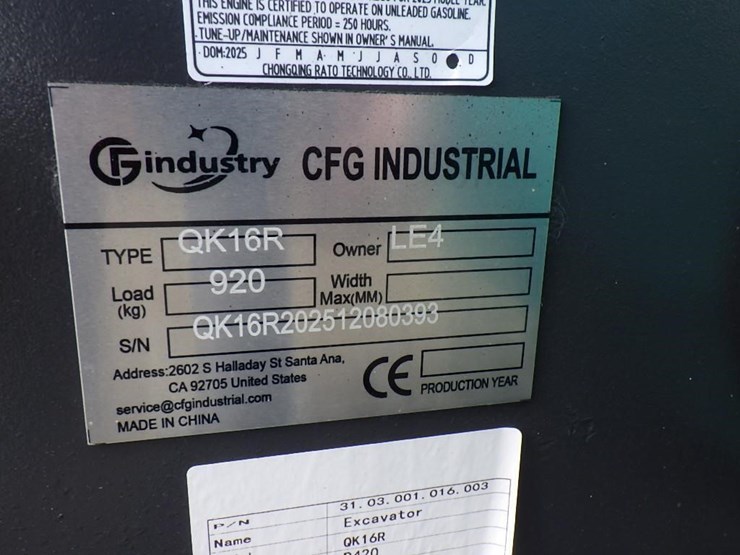 THIS ENGINE IS CERTIFIED TO OPERATE ON UNLEADED GASOLINE.
EMISSION COMPLIANCE PERIOD = 250 HOURS.
TUNE-UP/MAINTENANCE SHOWN IN OWNER'S MANUAL.
DOM:2025 J F M A M J J A S O D
CHONGQING RATO TECHNOLOGY CO., LTD.
CFG industry CFG INDUSTRIAL
TYPE QK16R Owner LE4
Load (kg) 920 Width Max(MM)
S/N QK16R202512080393
Address:2602 S Halladay St Santa Ana,
CA 92705 United States
service@cfgindustrial.com
MADE IN CHINA
CE PRODUCTION YEAR
P/N 31.03.001.016.003
Name Excavator
QK16R